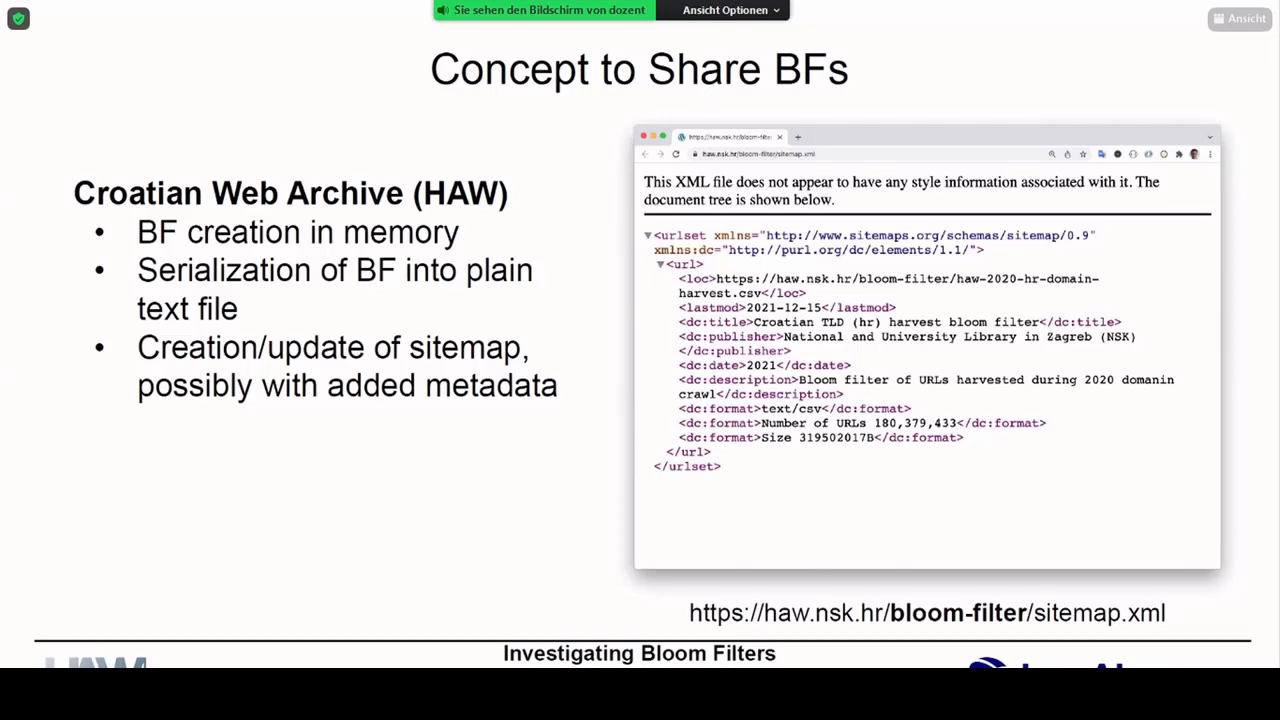 Sie sehen den Bildschirm von dozent
Ansicht Optionen
Ansicht
Concept to Share BFs
Croatian Web Archive (HAW)
• BF creation in memory
• Serialization of BF into plain
text file
• Creation/update of sitemap,
possibly with added metadata
https://haw.nsk.hr/bloom-filte
haw.nsk.hr/bloom-filter/sitemap.xml
This XML file does not appear to have any style information associated with it. The
document tree is shown below.
<urlset xmlns="http://www.sitemaps.org/schemas/sitemap/0.9"
xmlns:dc="http://purl.org/dc/elements/1.1/">
<url>
<loc>https://haw.nsk.hr/bloom-filter/haw-2020-hr-domain-
harvest.csv</loc>
<lastmod>2021-12-15</lastmod>
<dc:title>Croatian TLD (hr) harvest bloom filter</dc:title>
<dc:publisher>National and University Library in Zagreb (NSK)
</dc:publisher>
<dc:date>2021</dc:date>
<dc:description>Bloom filter of URLs harvested during 2020 domanin
crawl</dc:description>
<dc:format>text/csv</dc:format>
<dc:format>Number of URLs 180,379,433</dc:format>
<dc:format>Size 319502017B</dc:format>
</url>
</urlset>
https://haw.nsk.hr/bloom-filter/sitemap.xml
Investigating Bloom Filters
HAW